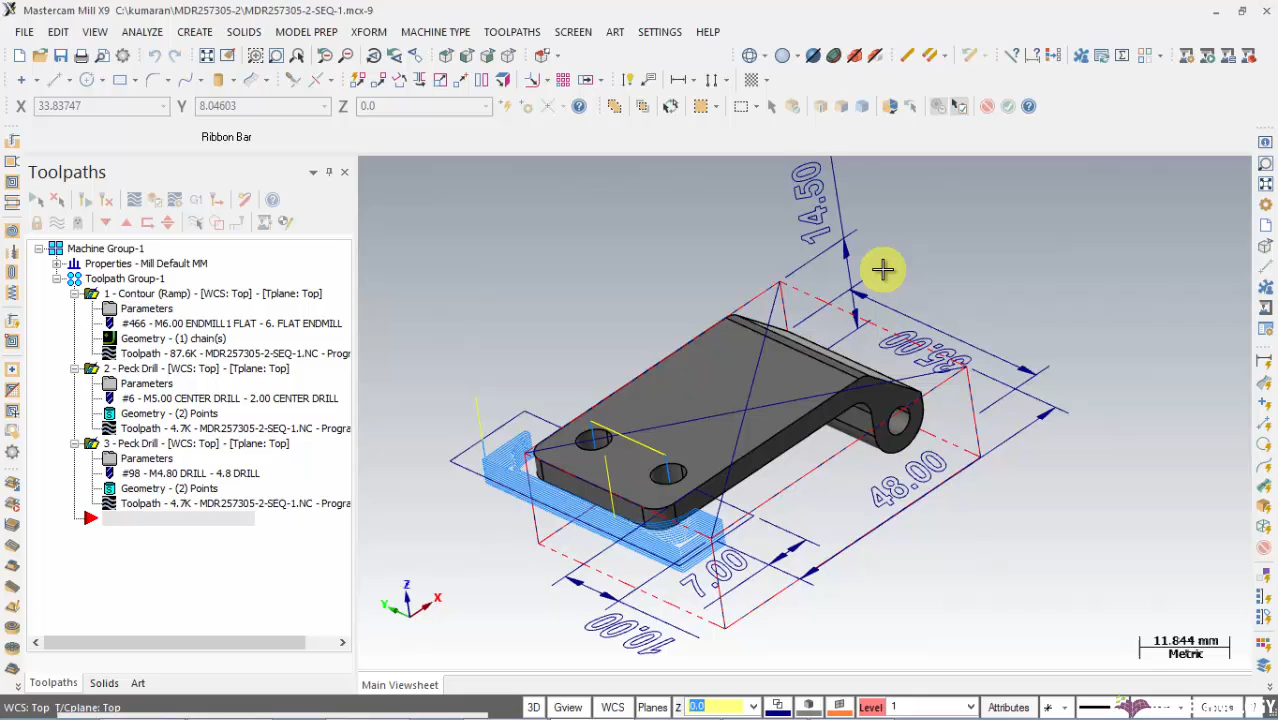 Mastercam Mill X9 C:\kumaran\MDR257305-2\MDR257305-2-SEQ-1.mcx-9
FILE EDIT VIEW ANALYZE CREATE SOLIDS MODEL PREP XFORM MACHINE TYPE TOOLPATHS SCREEN ART SETTINGS HELP
X 33.83747 Y 8.04603 Z 0.0
Ribbon Bar
Toolpaths
G1
Machine Group-1
Properties - Mill Default MM
Toolpath Group-1
1 - Contour (Ramp) - [WCS: Top] - [Tplane: Top]
Parameters
#466 - M6.00 ENDMILL1 FLAT - 6. FLAT ENDMILL
Geometry - (1) chain(s)
Toolpath - 87.6K - MDR257305-2-SEQ-1.NC - Progra
2 - Peck Drill - [WCS: Top] - [Tplane: Top]
Parameters
#6 - M5.00 CENTER DRILL - 2.00 CENTER DRILL
Geometry - (2) Points
Toolpath - 4.7K - MDR257305-2-SEQ-1.NC - Progra
3 - Peck Drill - [WCS: Top] - [Tplane: Top]
Parameters
#98 - M4.80 DRILL - 4.8 DRILL
Geometry - (2) Points
Toolpath - 4.7K - MDR257305-2-SEQ-1.NC - Progra
14.50
35.00
48.00
7.00
10.00
Z
Y X
11.844 mm
Metric
Toolpaths Solids Art
Main Viewsheet
WCS: Top T/Cplane: Top
3D Gview WCS Planes Z 0.0 Level 1 Attributes